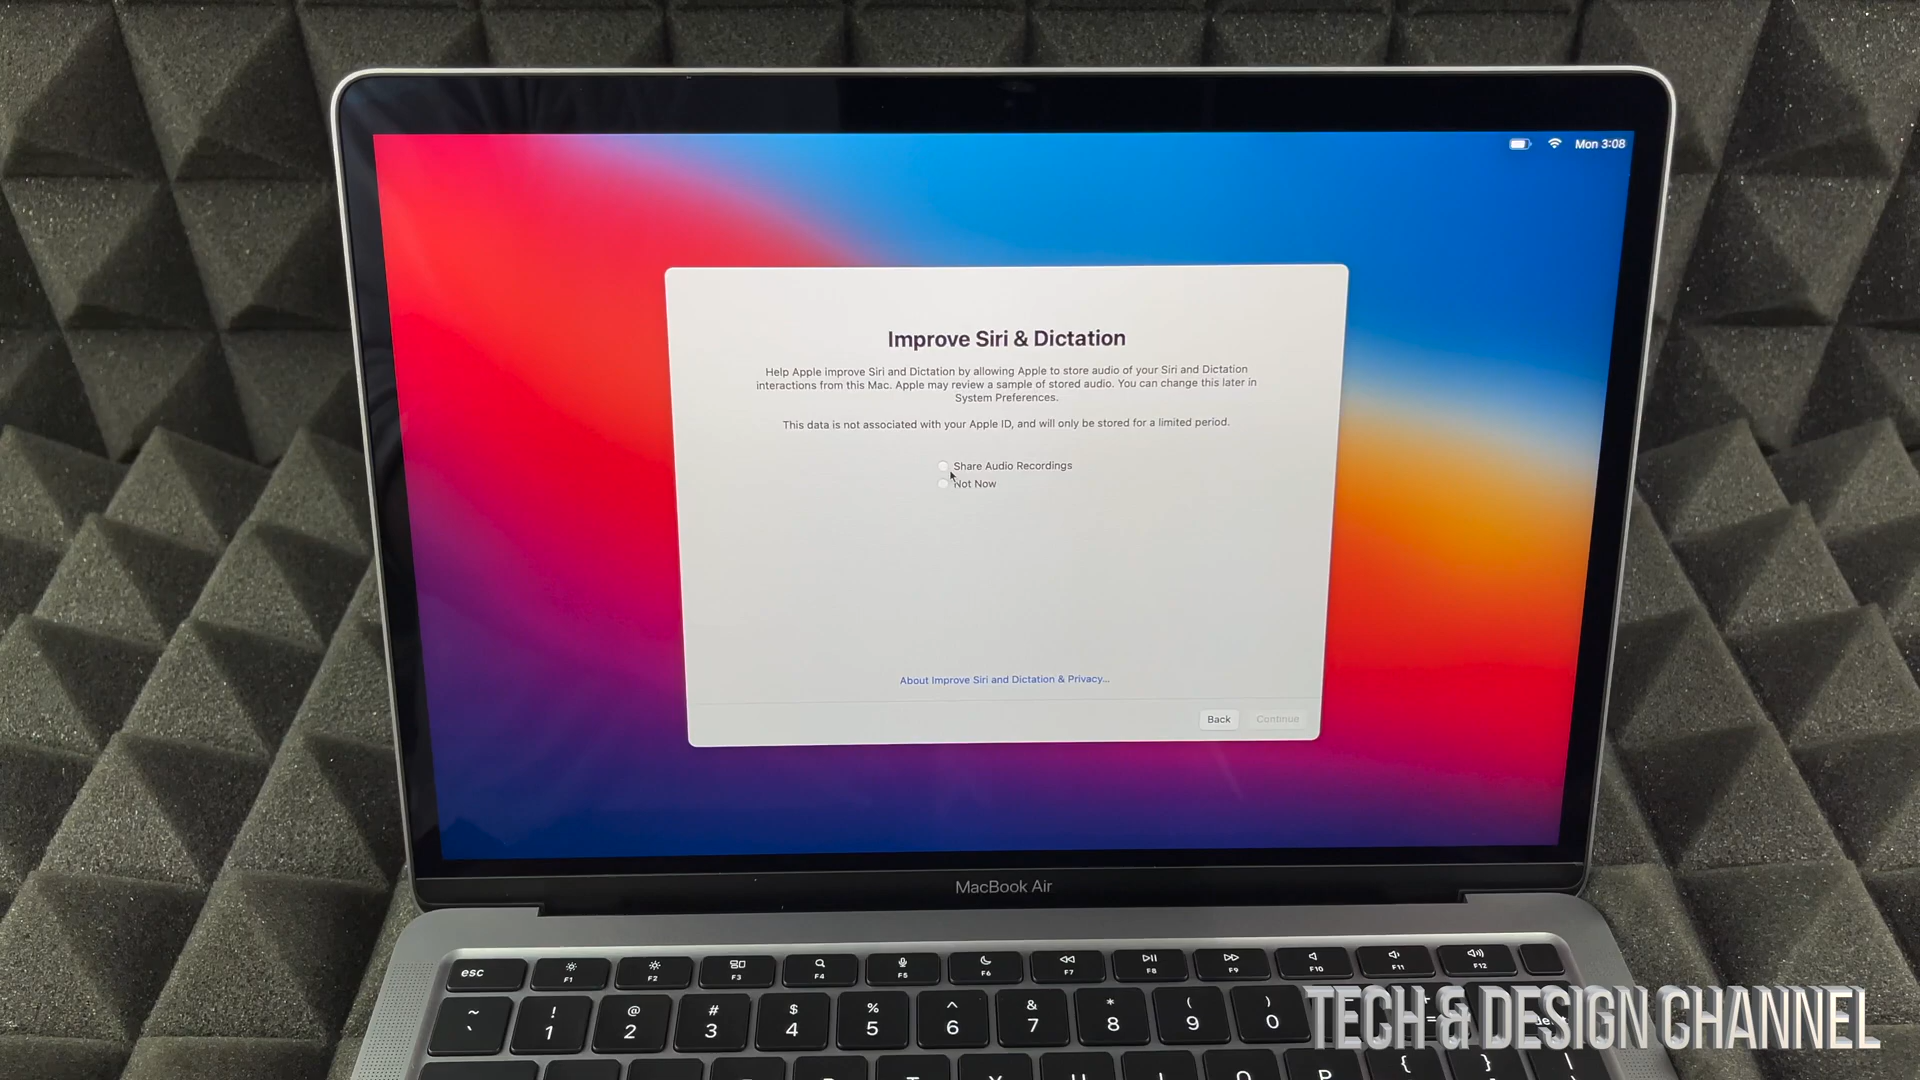 Mon 3:08
Improve Siri & Dictation
Help Apple improve Siri and Dictation by allowing Apple to store audio of your Siri and Dictation
interactions from this Mac. Apple may review a sample of stored audio. You can change this later in
System Preferences.
This data is not associated with your Apple ID, and will only be stored for a limited period.
Share Audio Recordings
Not Now
About Improve Siri and Dictation & Privacy...
Back Continue
MacBook Air
esc F1 F2 F3 F4 F5 F6 F7 F8 F9 F10 F11 F12
~ ! @ # $ % ^ & * ( )
` 1 2 3 4 5 6 7 8 9 0
{ }
P
TECH & DESIGN CHANNEL